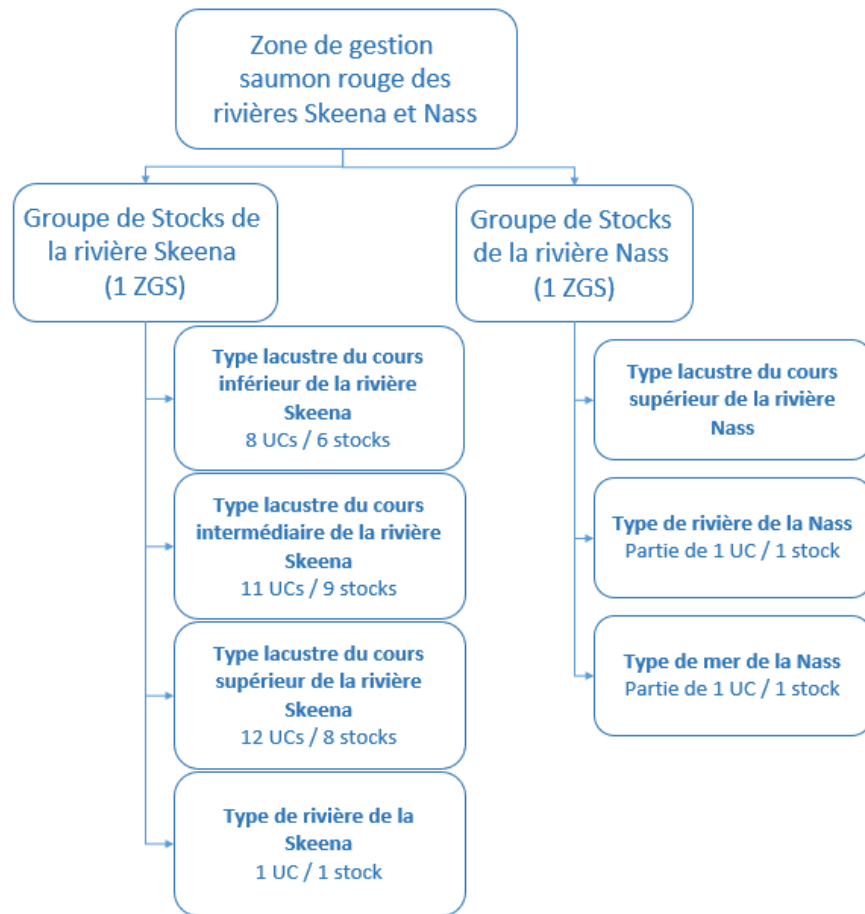 Zone de gestion
saumon rouge des
rivières Skeena et Nass
Groupe de Stocks de
la rivière Skeena
(1 ZGS)
Groupe de Stocks
de la rivière Nass
(1 ZGS)
Type lacustre du cours
inférieur de la rivière
Skeena
8 UCs / 6 stocks
Type lacustre du cours
intermédiaire de la rivière
Skeena
11 UCs / 9 stocks
Type lacustre du cours
supérieur de la rivière
Skeena
12 UCs / 8 stocks
Type de rivière de la
Skeena
1 UC / 1 stock
Type lacustre du cours
supérieur de la rivière
Nass
Type de rivière de la Nass
Partie de 1 UC / 1 stock
Type de mer de la Nass
Partie de 1 UC / 1 stock